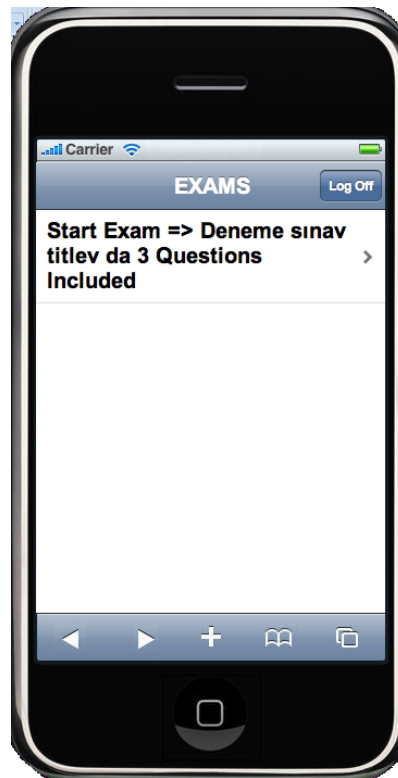 Carrier
EXAMS
Log Off
Start Exam => Deneme sınav
titlev da 3 Questions
Included